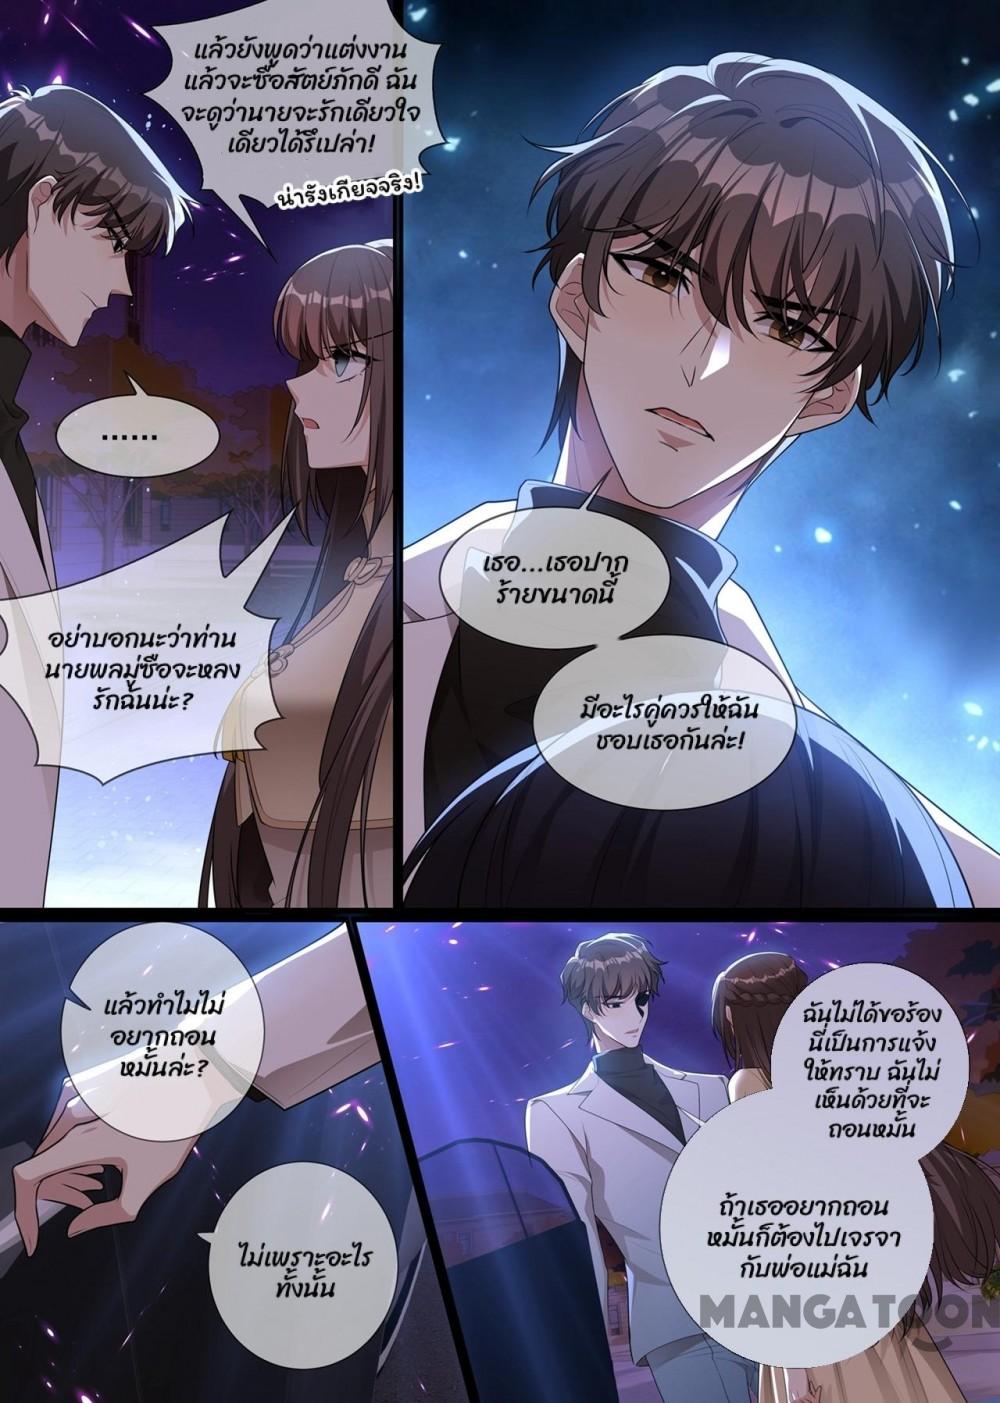 แล้วยังพูดว่าแต่งงาน
แล้วจะซื่อสัตย์ภักดี ฉัน
จะดูว่านายจะรักเดียวใจ
เดียวได้รึเปล่า!
น่ารังเกียจจริง!
......
อย่าบอกนะว่าท่าน
นายพลมู่ซือจะหลง
รักฉันน่ะ?
เธอ...เธอปาก
ร้ายขนาดนี้
มีอะไรคู่ควรให้ฉัน
ชอบเธอกันล่ะ!
แล้วทำไมไม่
อยากถอน
หมั้นล่ะ?
ไม่เพราะอะไร
ทั้งนั้น
ฉันไม่ได้ขอร้อง
นี่เป็นการแจ้ง
ให้ทราบ ฉันไม่
เห็นด้วยที่จะ
ถอนหมั้น
ถ้าเธออยากถอน
หมั้นก็ต้องไปเจรจา
กับพ่อแม่ฉัน
MANGATOON